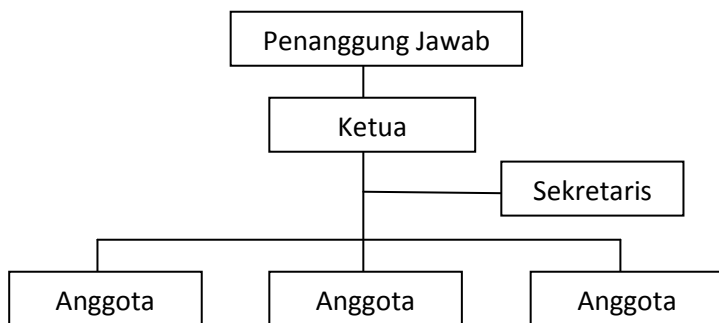 Penanggung Jawab
Ketua
Sekretaris
Anggota
Anggota
Anggota